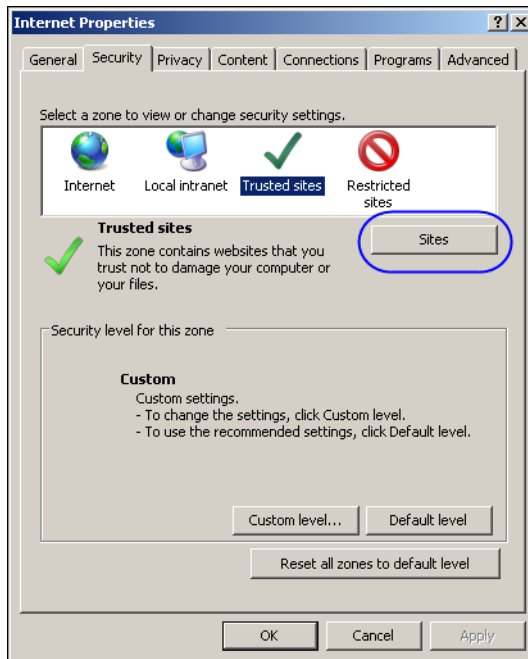 Internet Properties
General Security Privacy Content Connections Programs Advanced
Select a zone to view or change security settings.
Internet Local intranet Trusted sites Restricted
sites
Trusted sites
Sites
This zone contains websites that you
trust not to damage your computer or
your files.
Security level for this zone
Custom
Custom settings.
- To change the settings, click Custom level.
- To use the recommended settings, click Default level.
Custom level... Default level
Reset all zones to default level
OK Cancel Apply